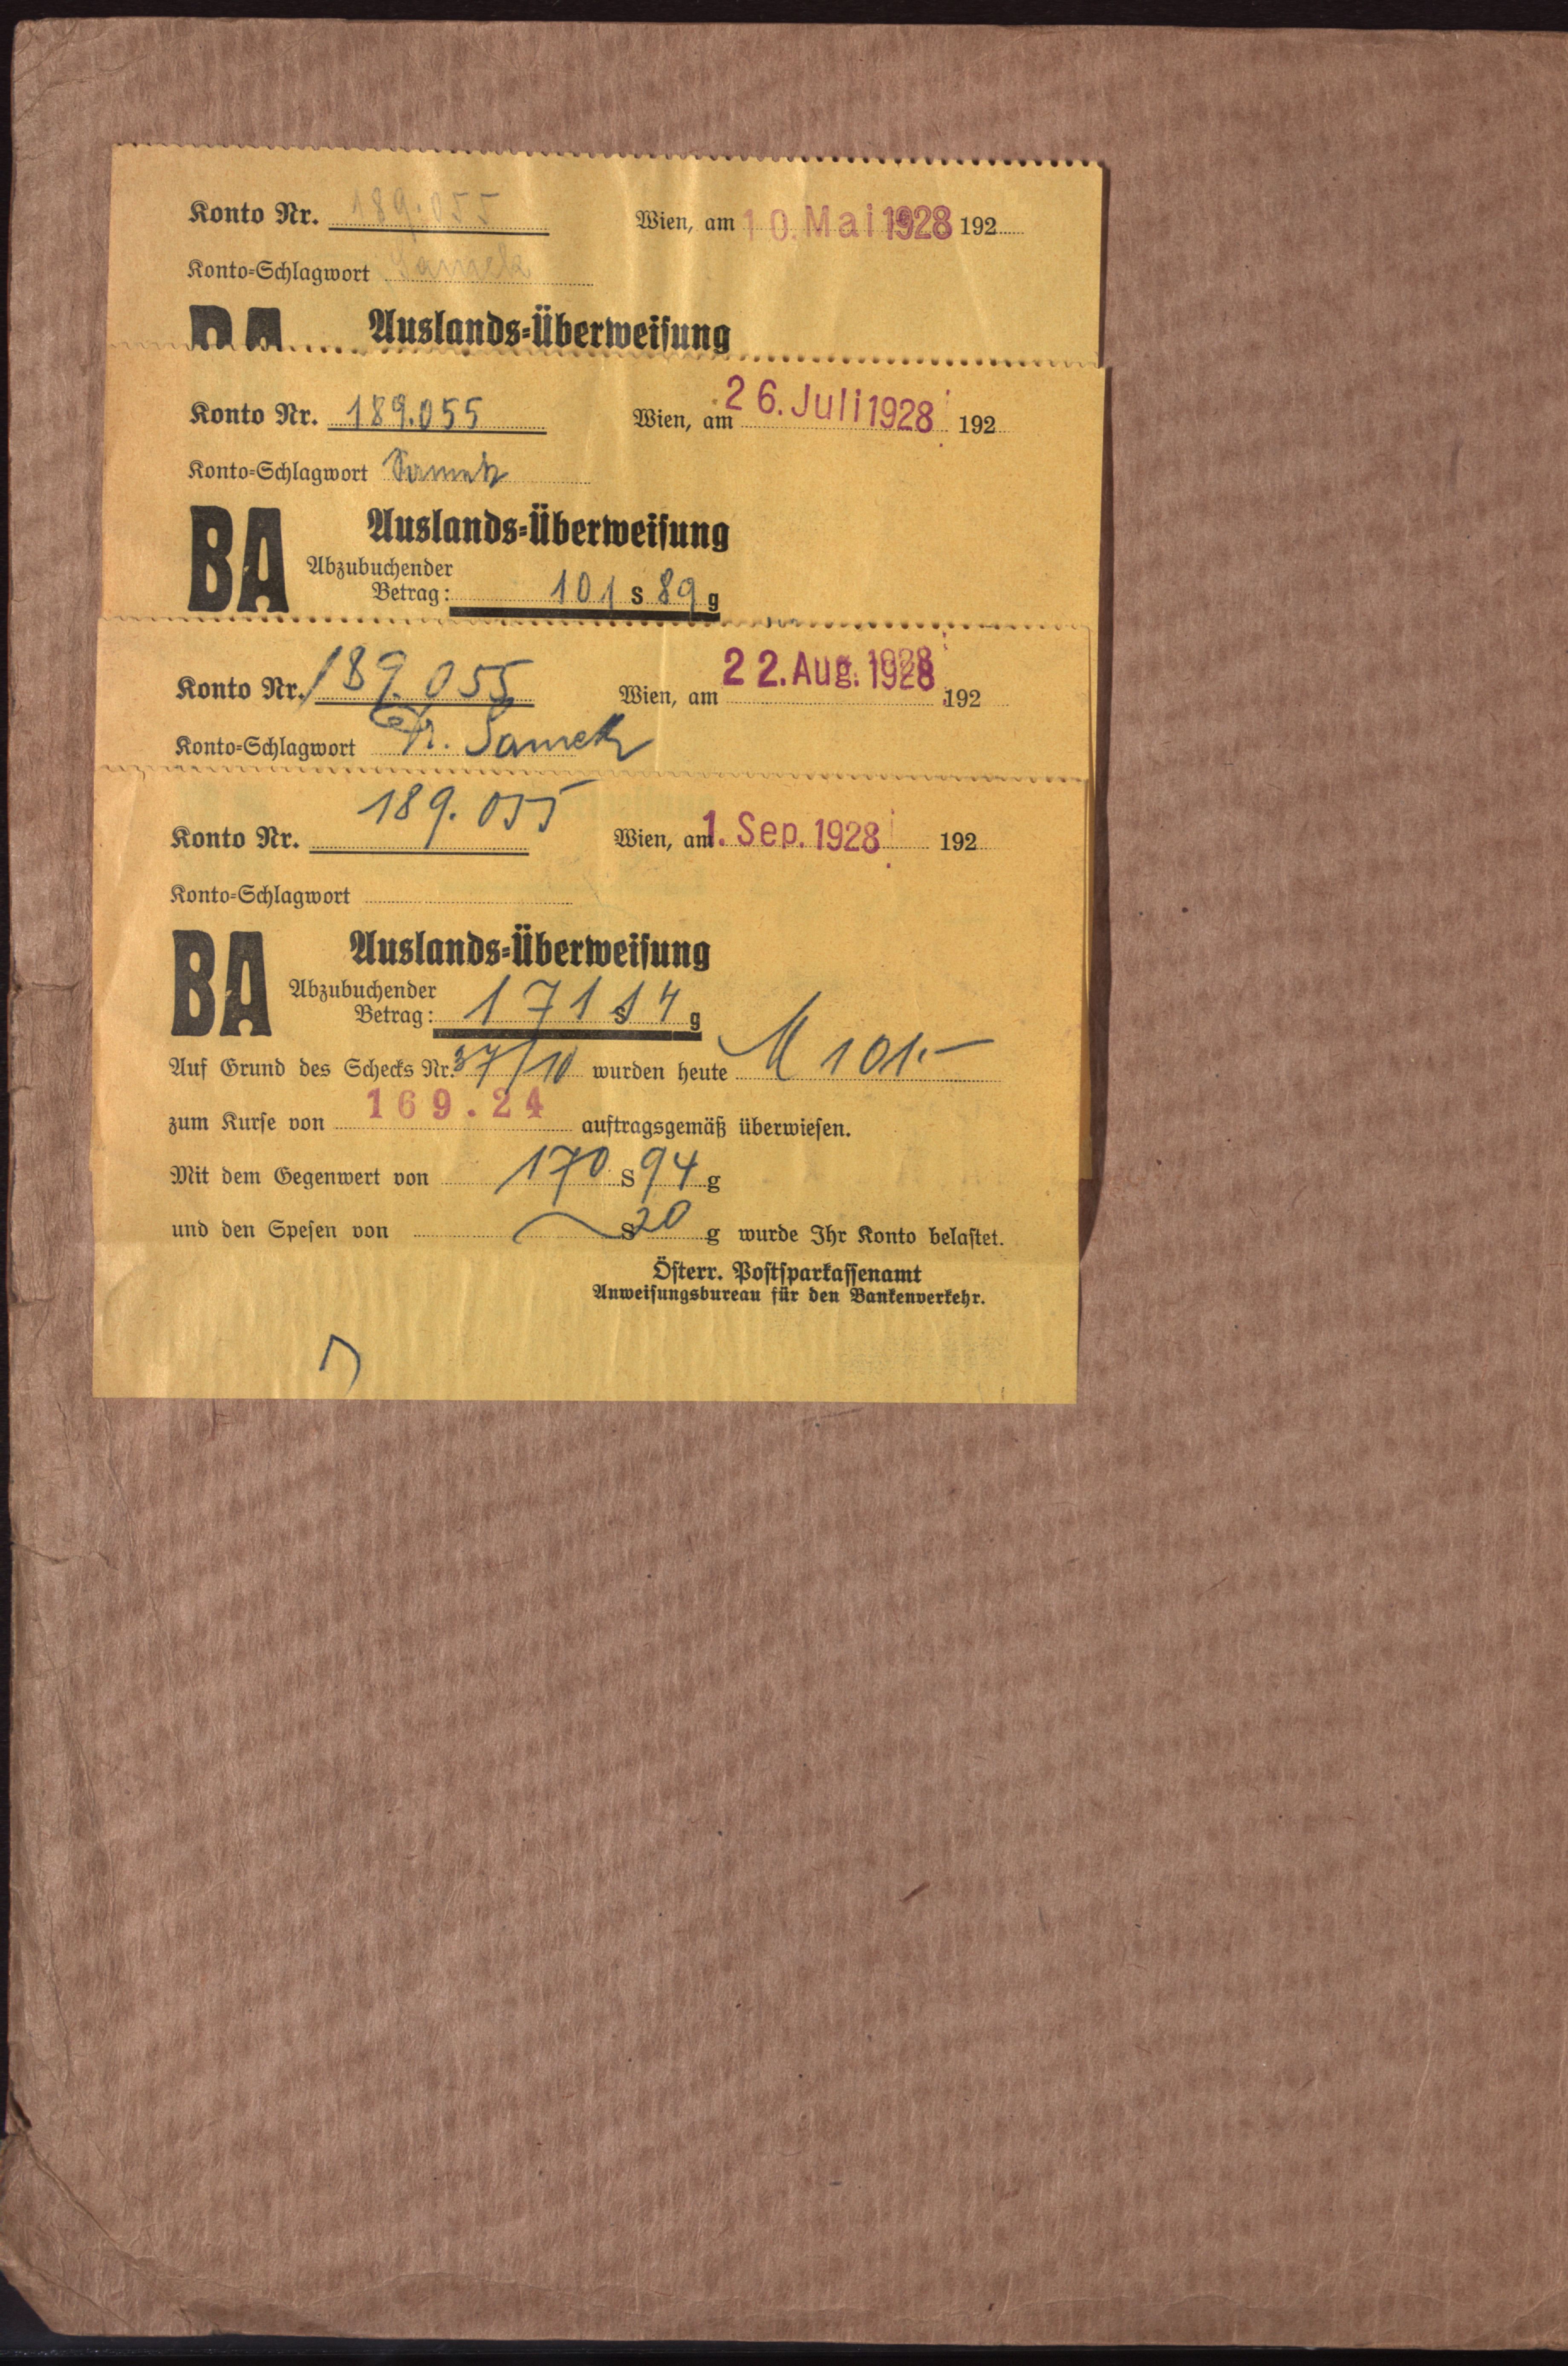 Konto Nr. 189.055 Wien, am 10. Mai 1928 192
Konto-Schlagwort Samek
BA Auslands-Überweisung
Konto Nr. 189.055 Wien, am 26. Juli 1928 192
Konto-Schlagwort Samek
BA Auslands-Überweisung
Abzubuchender
Betrag: 101 S 89 g
Konto Nr. 189.055 Wien, am 22. Aug. 1928 192
Konto-Schlagwort Dr. Samek
Konto Nr. 189.055 Wien, am 1. Sep. 1928 192
Konto-Schlagwort
BA Auslands-Überweisung
Abzubuchender
Betrag: 171 S 14 g
Auf Grund des Schecks Nr. 37/10 wurden heute M 101.—
zum Kurse von 169.24 auftragsgemäß überwiesen.
Mit dem Gegenwert von 170 S 94 g
und den Spesen von S 20 g wurde Ihr Konto belastet.
Österr. Postsparkassenamt
Anweisungsbureau für den Bankenverkehr.